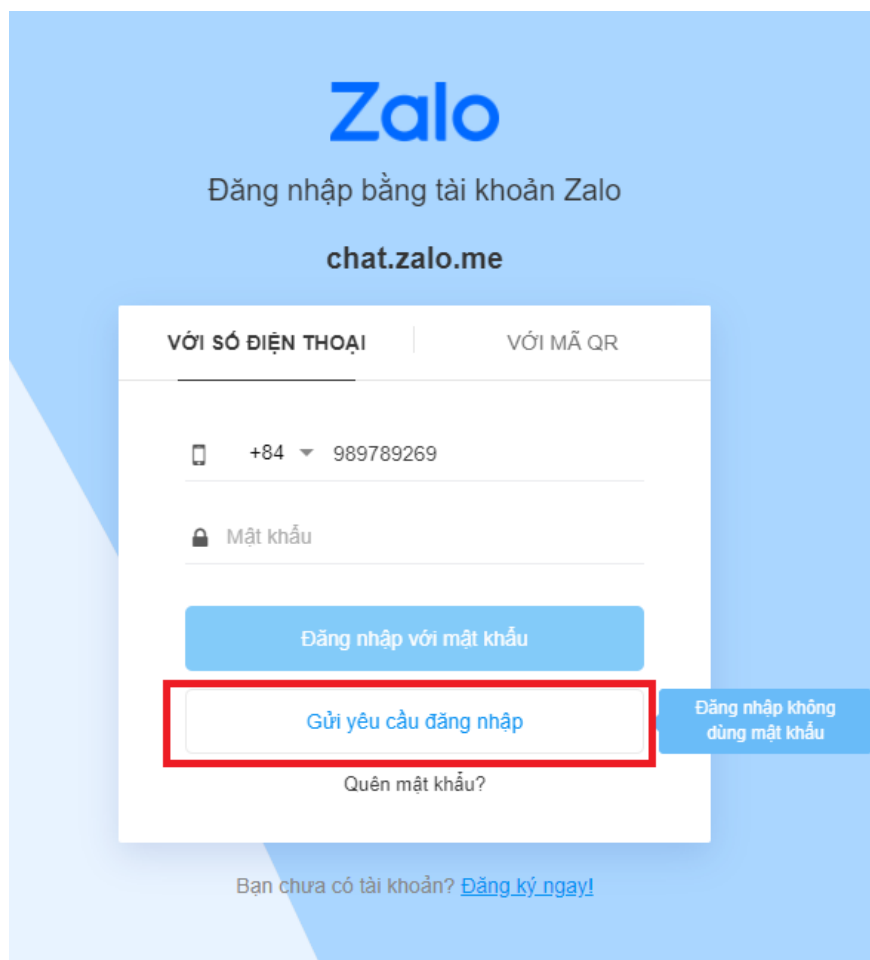 Zalo
Đăng nhập bằng tài khoản Zalo
chat.zalo.me
VỚI SỐ ĐIỆN THOẠI
VỚI MÃ QR
+84 989789269
Mật khẩu
Đăng nhập với mật khẩu
Gửi yêu cầu đăng nhập
Đăng nhập không
dùng mật khẩu
Quên mật khẩu?
Bạn chưa có tài khoản? Đăng ký ngay!